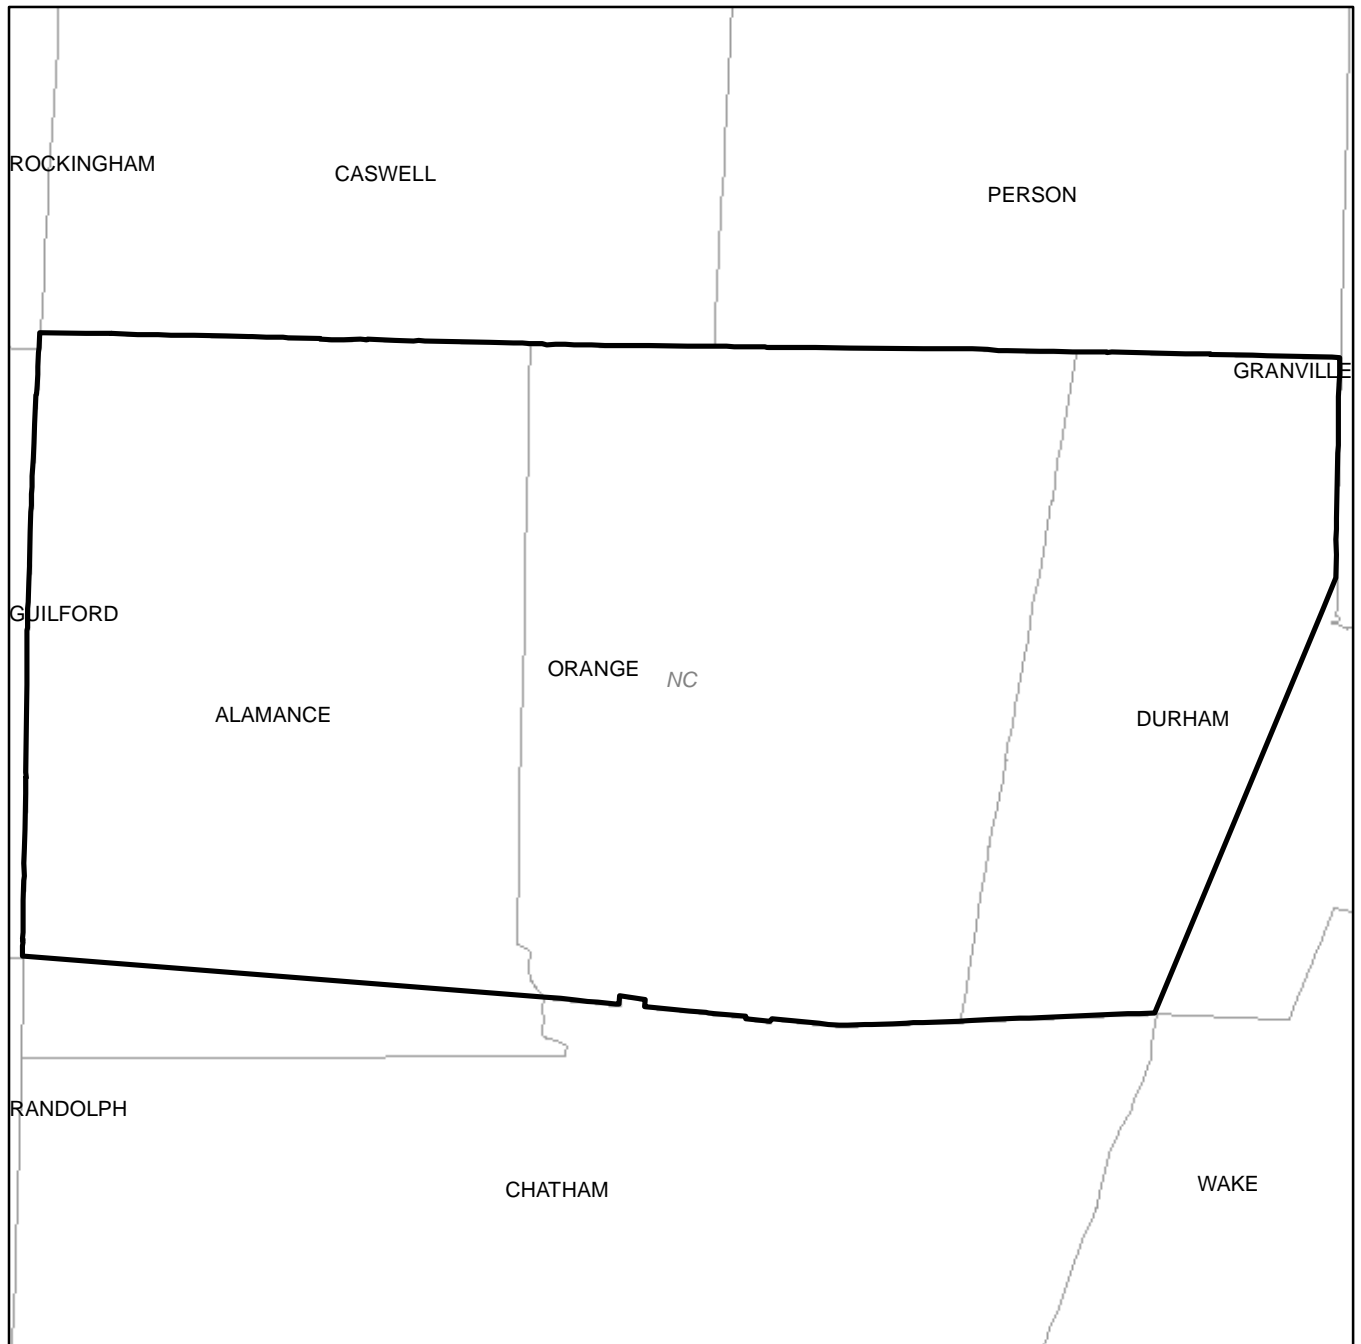 ROCKINGHAM
CASWELL
PERSON
GRANVILLE
GUILFORD
ORANGE
NC
ALAMANCE
DURHAM
RANDOLPH
CHATHAM
WAKE